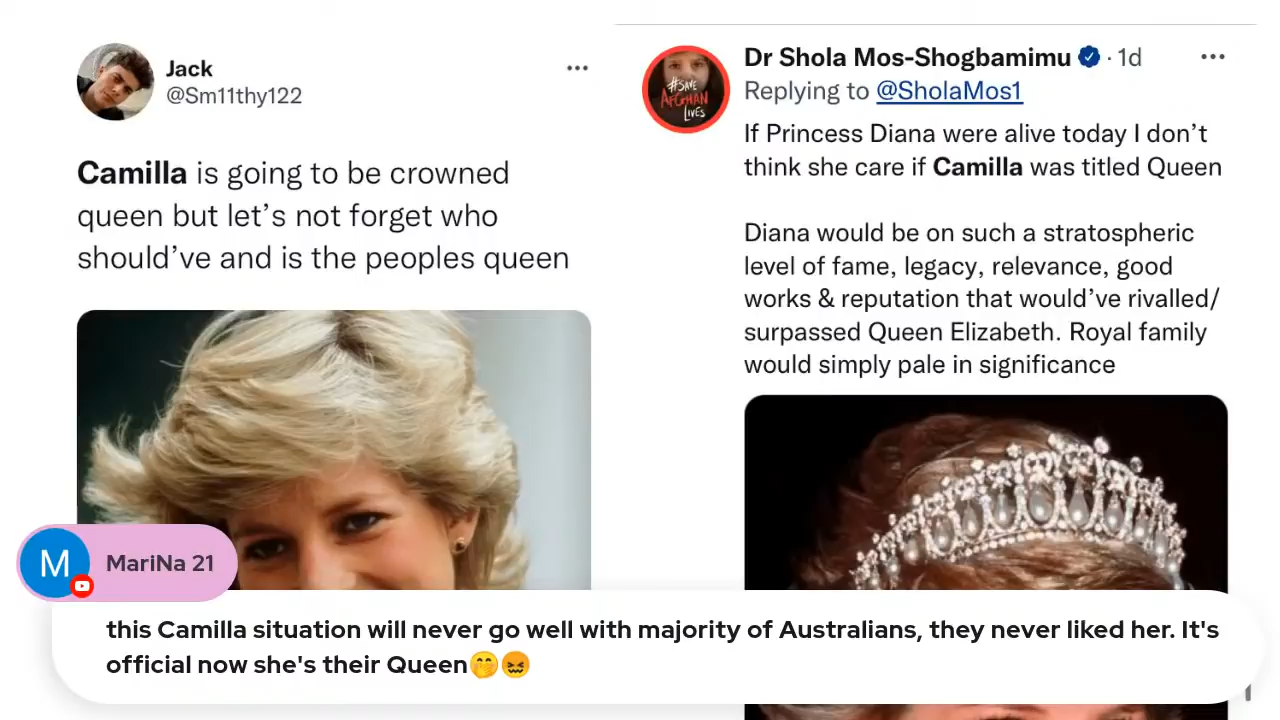 Jack
@Sm11thy122
Camilla is going to be crowned
queen but let's not forget who
should've and is the peoples queen
Dr Shola Mos-Shogbamimu · 1d
Replying to @SholaMos1
If Princess Diana were alive today I don't
think she care if Camilla was titled Queen
Diana would be on such a stratospheric
level of fame, legacy, relevance, good
works & reputation that would've rivalled/
surpassed Queen Elizabeth. Royal family
would simply pale in significance
#SAVE
AFGHAN
LIVES
M
MariNa 21
this Camilla situation will never go well with majority of Australians, they never liked her. It's
official now she's their Queen🤭😖